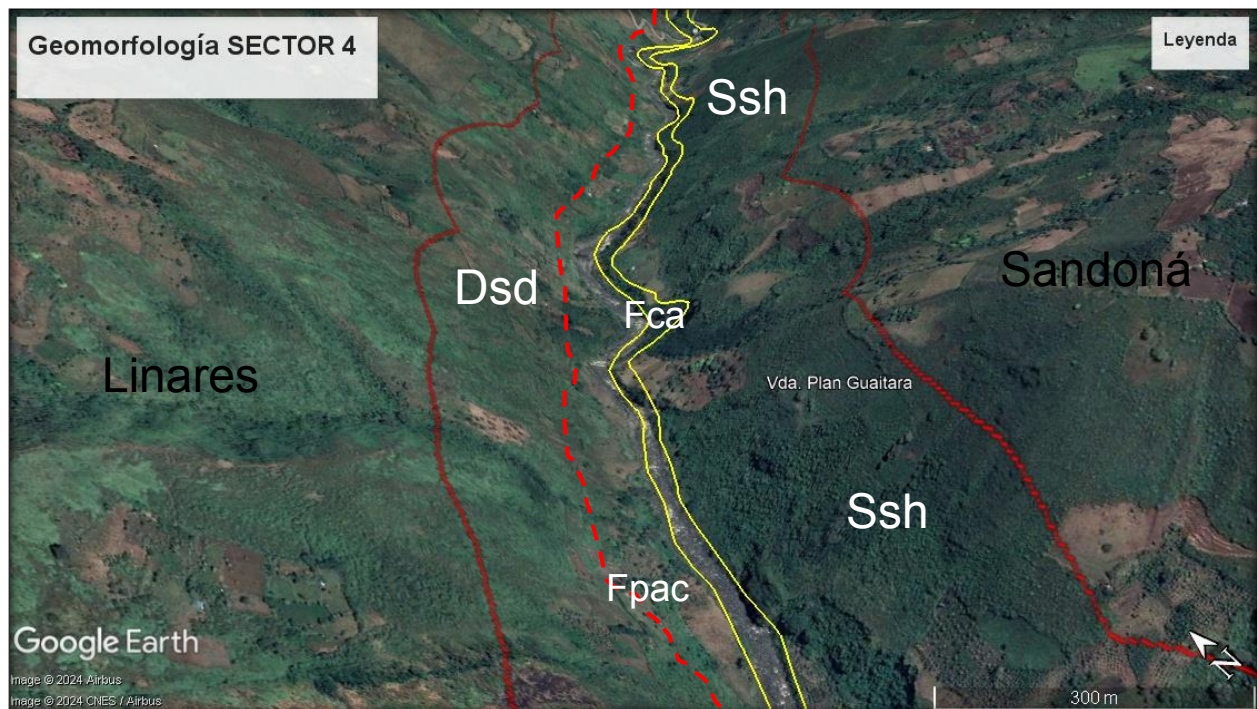 Geomorfología SECTOR 4
Leyenda
Ssh
Dsd
Sandoná
Fca
Linares
Vda. Plan Guaitara
Ssh
Fpac
Google Earth
Image © 2024 Airbus
Image © 2024 CNES / Airbus
N
300 m